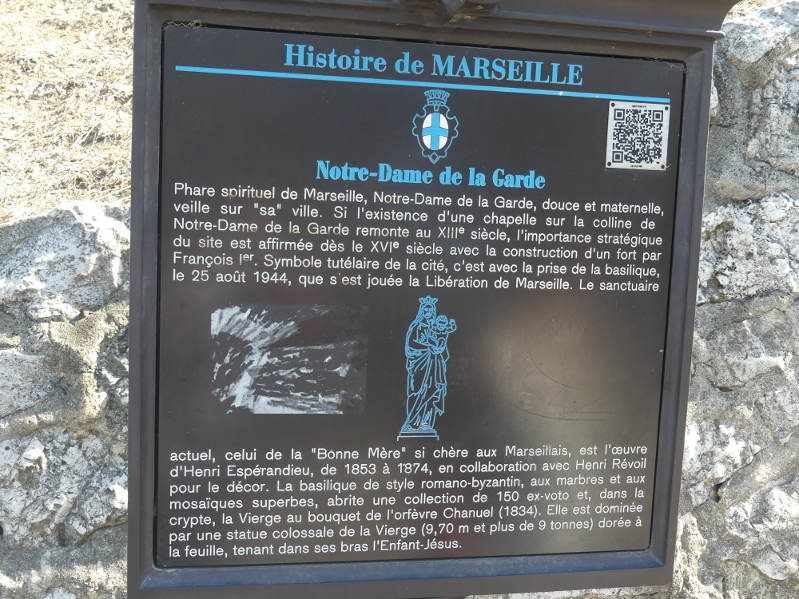 Histoire de MARSEILLE
Notre-Dame de la Garde
Phare spirituel de Marseille, Notre-Dame de la Garde, douce et maternelle,
veille sur "sa" ville. Si l'existence d'une chapelle sur la colline de
Notre-Dame de la Garde remonte au XIIIe siècle, l'importance stratégique
du site est affirmée dès le XVIe siècle avec la construction d'un fort par
François Ier. Symbole tutélaire de la cité, c'est avec la prise de la basilique,
le 25 août 1944, que s'est jouée la Libération de Marseille. Le sanctuaire
actuel, celui de la "Bonne Mère" si chère aux Marseillais, est l'œuvre
d'Henri Espérandieu, de 1853 à 1874, en collaboration avec Henri Révoil
pour le décor. La basilique de style romano-byzantin, aux marbres et aux
mosaïques superbes, abrite une collection de 150 ex-voto et, dans la
crypte, la Vierge au bouquet de l'orfèvre Chanuel (1834). Elle est dominée
par une statue colossale de la Vierge (9,70 m et plus de 9 tonnes) dorée à
la feuille, tenant dans ses bras l'Enfant-Jésus.